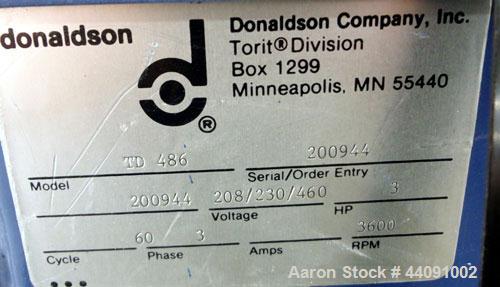 donaldson
Donaldson Company, Inc.
Torit® Division
Box 1299
Minneapolis, MN 55440
®
TD 486 200944
Model Serial/Order Entry
200944 208/230/460 3
Voltage HP
60 3 3600
Cycle Phase Amps RPM
Aaron Stock # 44091002